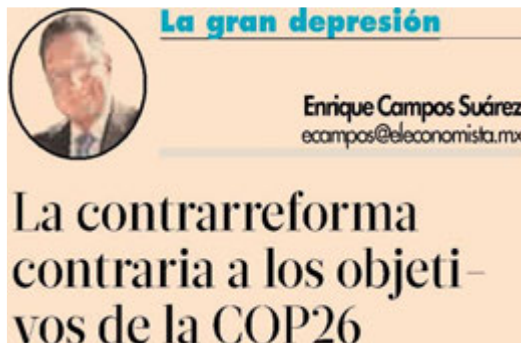 La gran depresión
Enrique Campos Suárez
ecampos@eleconomista.mx
La contrarreforma
contraria a los objeti-
vos de la COP26